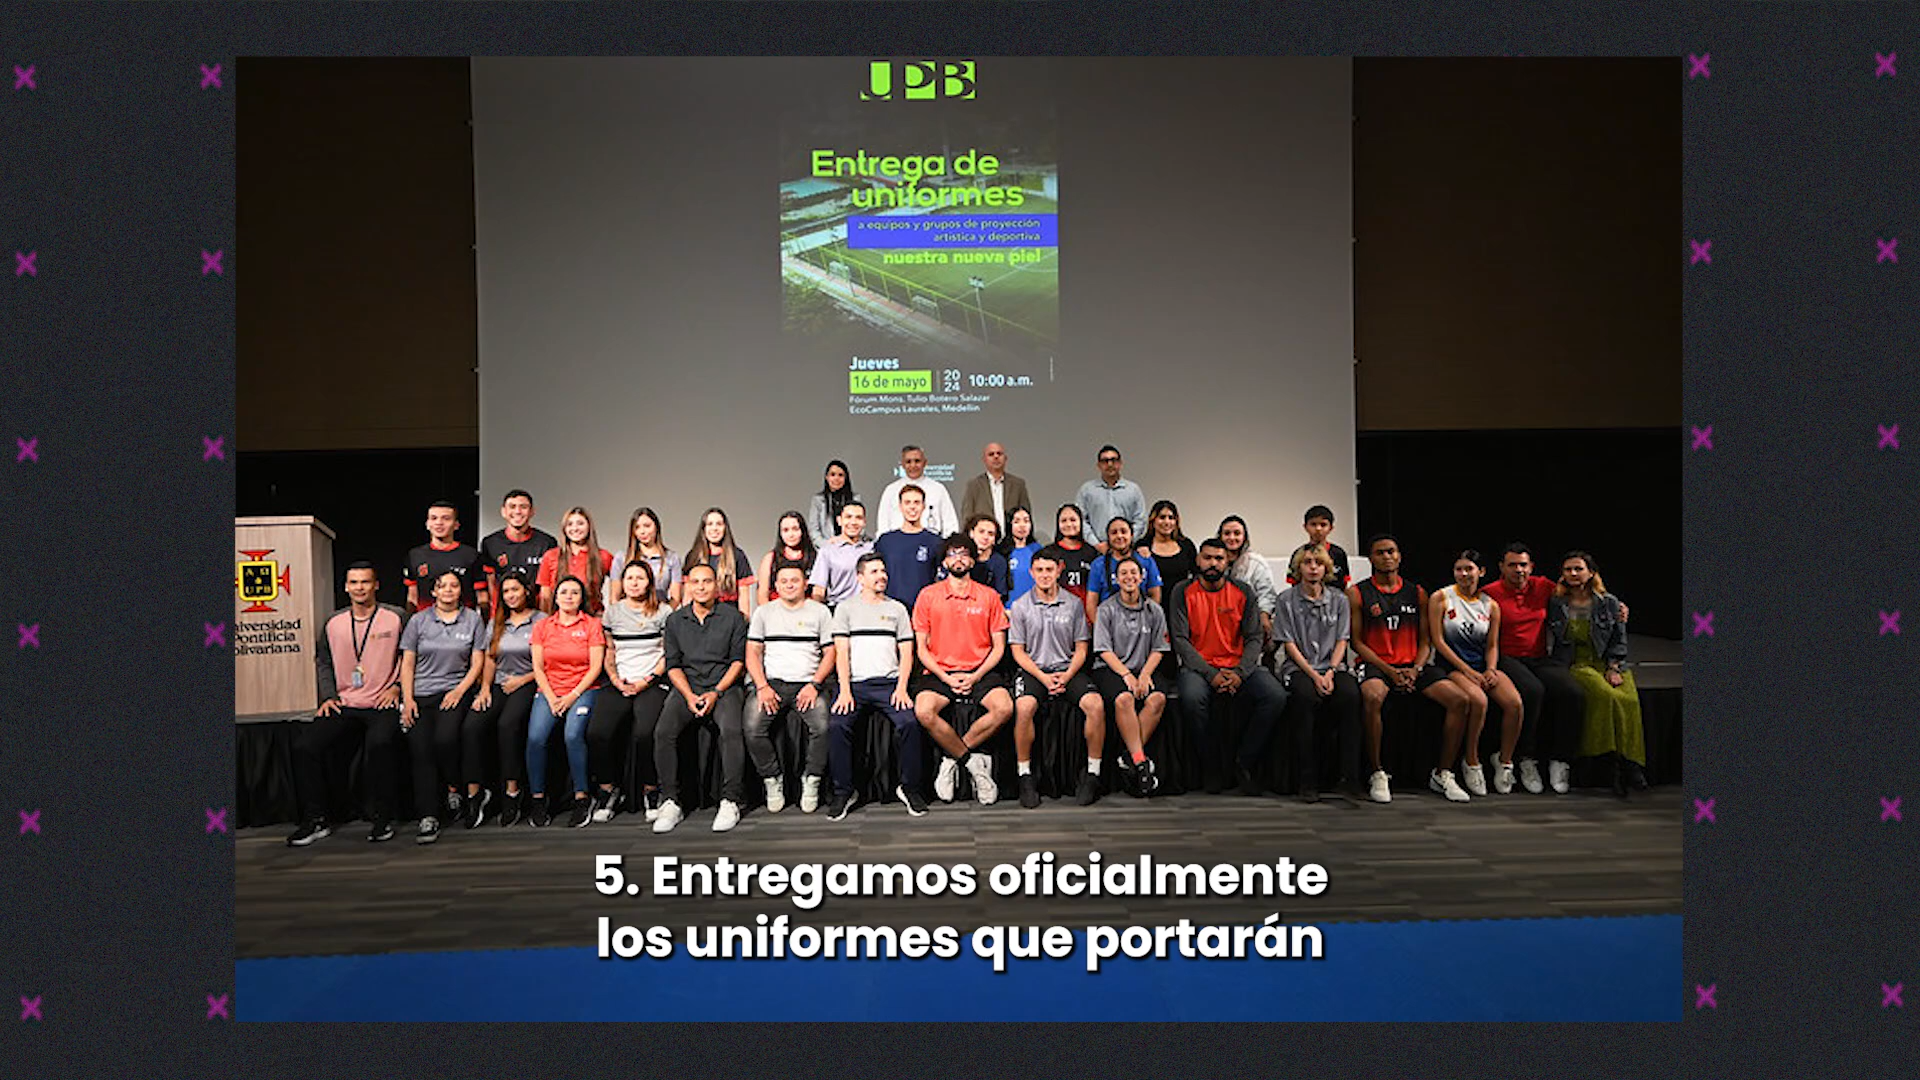 UPB
Entrega de
uniformes
a equipos y grupos de proyección
artística y deportiva
nuestra nueva piel
Jueves
16 de mayo
20
24
10:00 a.m.
Fórum Mons. Tulio Botero Salazar
EcoCampus Laureles, Medellín
21
17
A Ω
UPB
Pontificia
5. Entregamos oficialmente
los uniformes que portarán